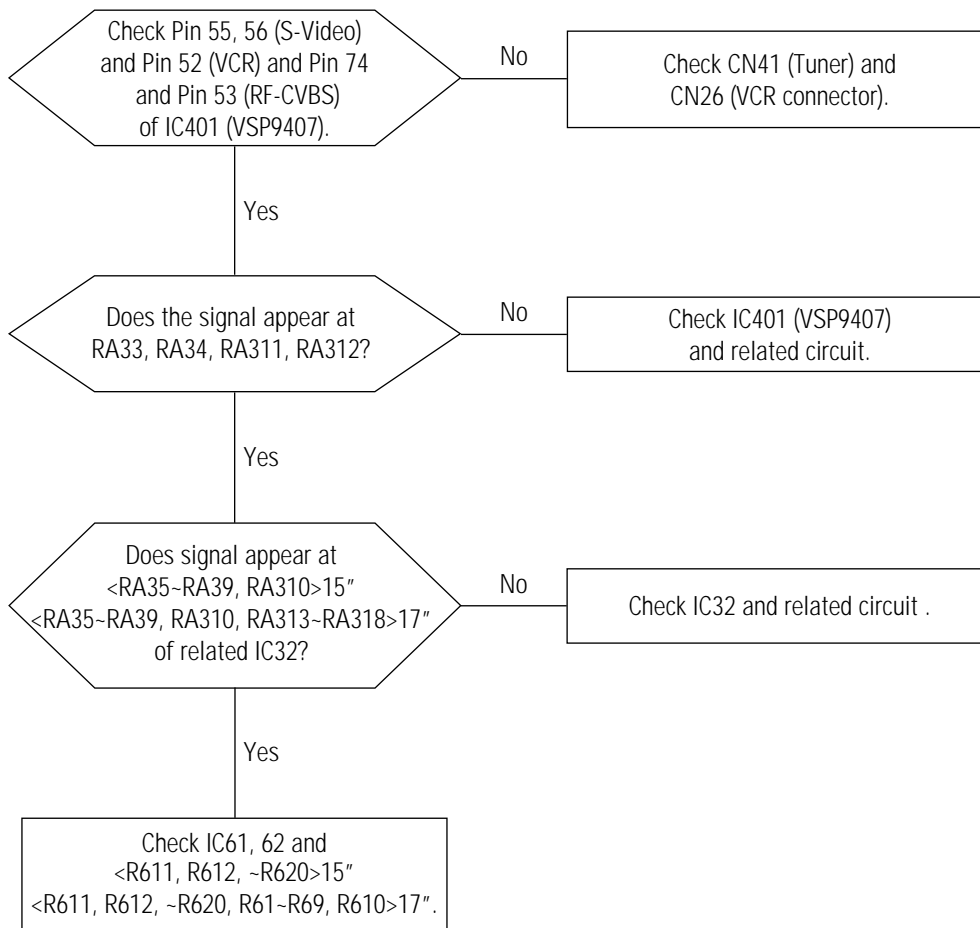 Check Pin 55, 56 (S-Video)
and Pin 52 (VCR) and Pin 74
and Pin 53 (RF-CVBS)
of IC401 (VSP9407).
No
Check CN41 (Tuner) and
CN26 (VCR connector).
Yes
Does the signal appear at
RA33, RA34, RA311, RA312?
No
Check IC401 (VSP9407)
and related circuit.
Yes
Does signal appear at
<RA35~RA39, RA310>15″
<RA35~RA39, RA310, RA313~RA318>17″
of related IC32?
No
Check IC32 and related circuit .
Yes
Check IC61, 62 and
<R611, R612, ~R620>15″
<R611, R612, ~R620, R61~R69, R610>17″.